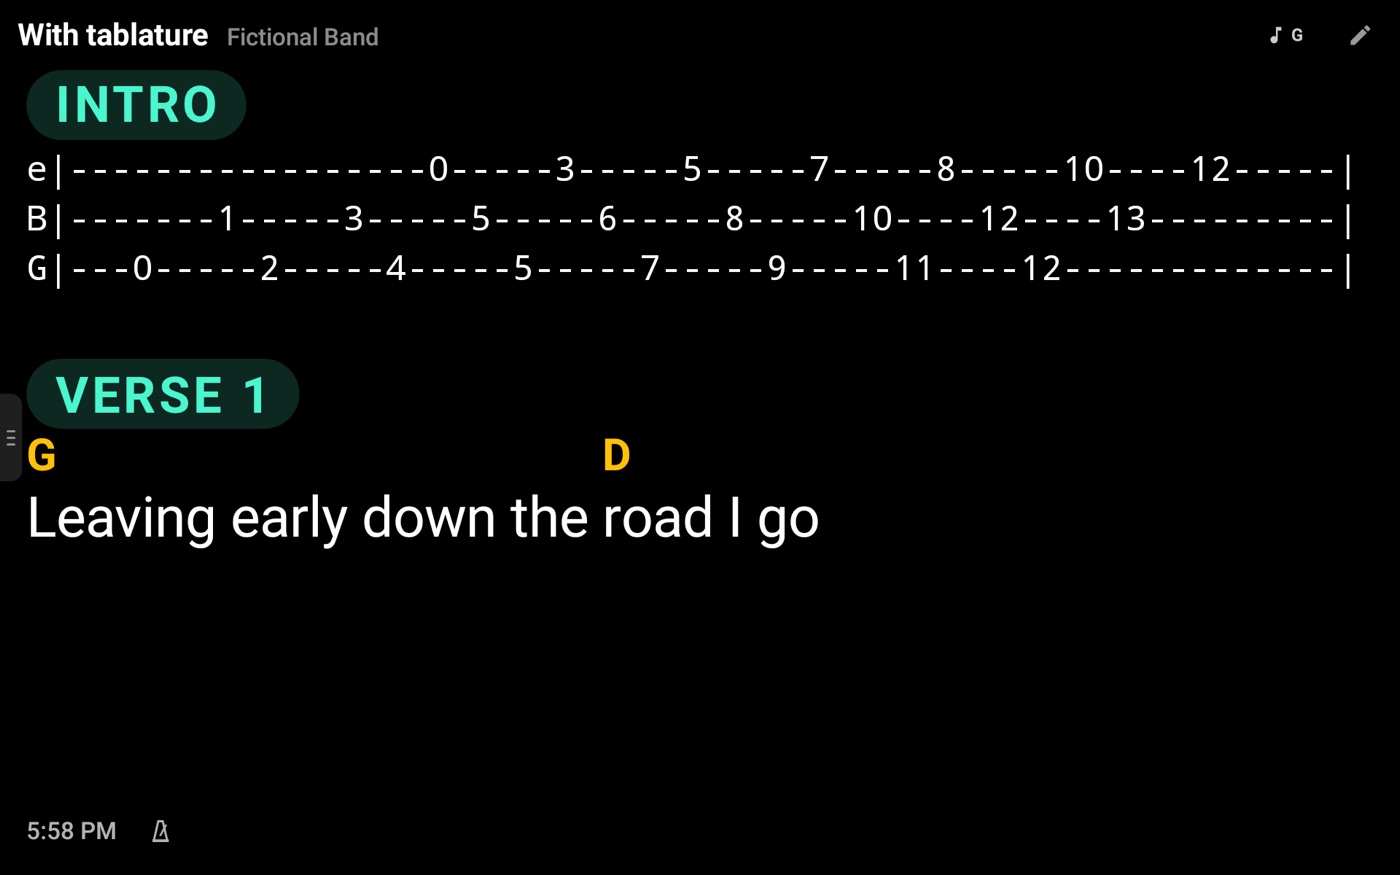 With tablature Fictional Band G
INTRO
e|-----------------0-----3-----5-----7-----8-----10----12-----|
B|-------1-----3-----5-----6-----8-----10----12----13---------|
G|---0-----2-----4-----5-----7-----9-----11----12-------------|
VERSE 1
G D
Leaving early down the road I go
5:58 PM